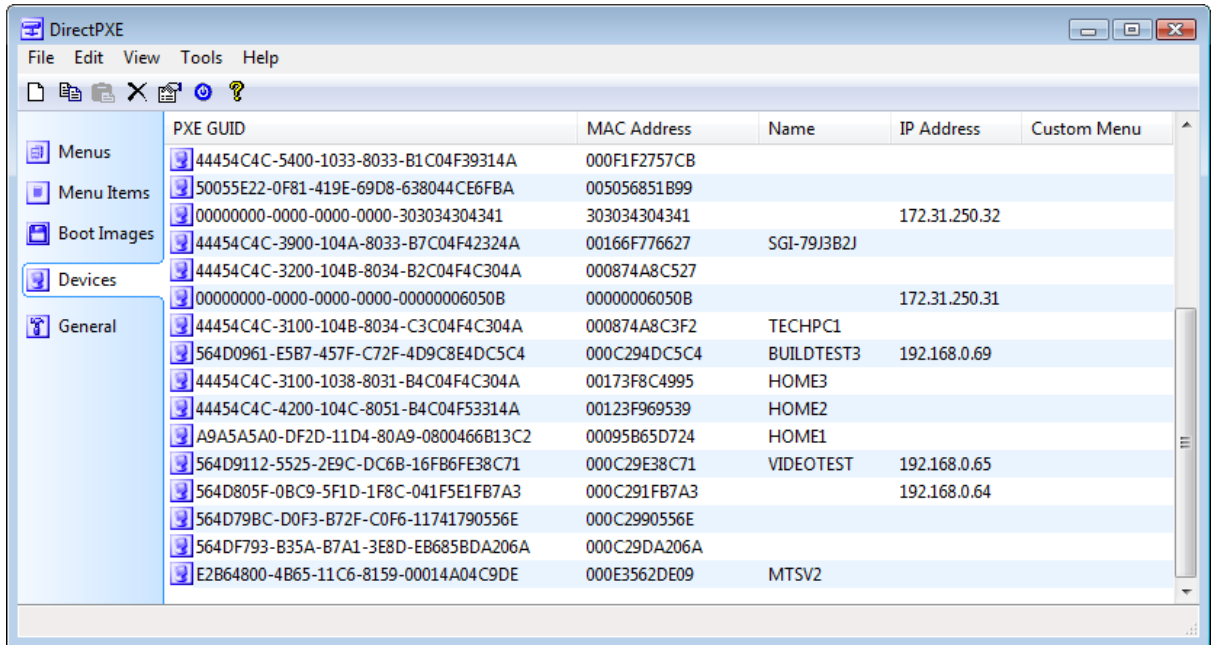 DirectPXE
File Edit View Tools Help
PXE GUID MAC Address Name IP Address Custom Menu
Menus
Menu Items
Boot Images
Devices
General
44454C4C-5400-1033-8033-B1C04F39314A 000F1F2757CB
50055E22-0F81-419E-69D8-638044CE6FBA 005056851B99
00000000-0000-0000-0000-303034304341 303034304341 172.31.250.32
44454C4C-3900-104A-8033-B7C04F42324A 00166F776627 SGI-79J3B2J
44454C4C-3200-104B-8034-B2C04F4C304A 000874A8C527
00000000-0000-0000-0000-00000006050B 00000006050B 172.31.250.31
44454C4C-3100-104B-8034-C3C04F4C304A 000874A8C3F2 TECHPC1
564D0961-E5B7-457F-C72F-4D9C8E4DC5C4 000C294DC5C4 BUILDTEST3 192.168.0.69
44454C4C-3100-1038-8031-B4C04F4C304A 00173F8C4995 HOME3
44454C4C-4200-104C-8051-B4C04F53314A 00123F969539 HOME2
A9A5A5A0-DF2D-11D4-80A9-0800466B13C2 00095B65D724 HOME1
564D9112-5525-2E9C-DC6B-16FB6FE38C71 000C29E38C71 VIDEOTEST 192.168.0.65
564D805F-0BC9-5F1D-1F8C-041F5E1FB7A3 000C291FB7A3 192.168.0.64
564D79BC-D0F3-B72F-C0F6-11741790556E 000C2990556E
564DF793-B35A-B7A1-3E8D-EB685BDA206A 000C29DA206A
E2B64800-4B65-11C6-8159-00014A04C9DE 000E3562DE09 MTSV2